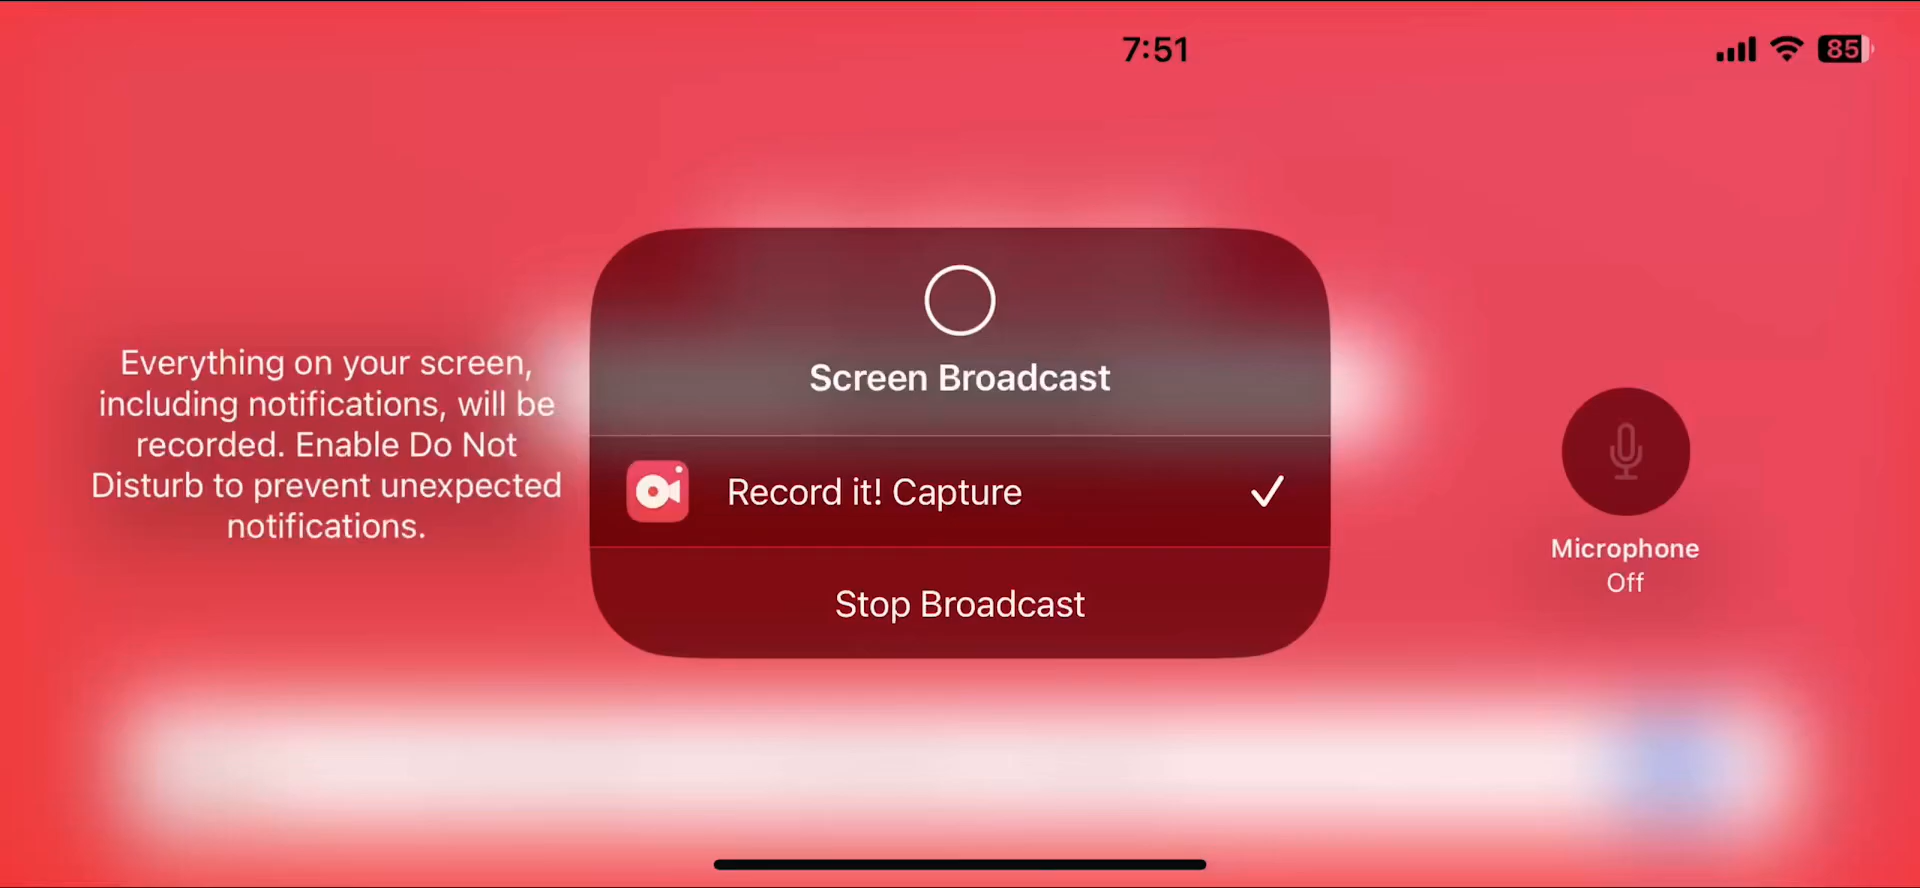 7:51
85
Everything on your screen,
including notifications, will be
recorded. Enable Do Not
Disturb to prevent unexpected
notifications.
Screen Broadcast
Record it! Capture
Stop Broadcast
Microphone
Off